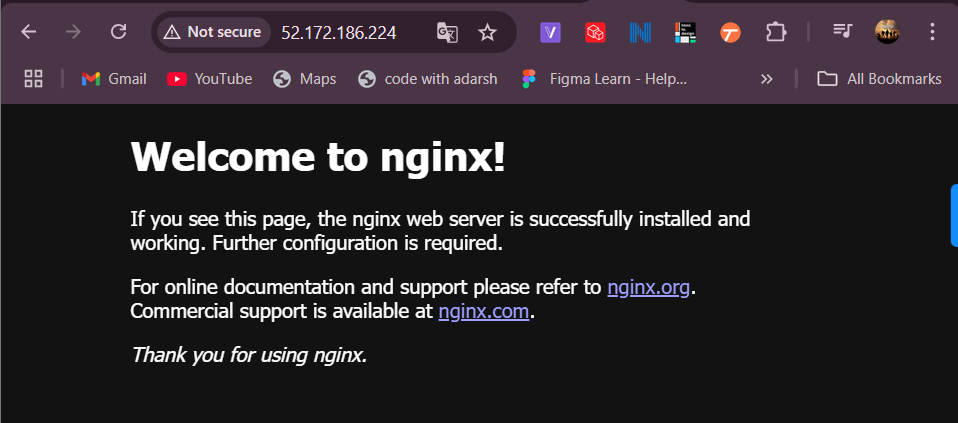 Not secure 52.172.186.224
Gmail YouTube Maps code with adarsh Figma Learn - Help... All Bookmarks
Welcome to nginx!
If you see this page, the nginx web server is successfully installed and
working. Further configuration is required.
For online documentation and support please refer to nginx.org.
Commercial support is available at nginx.com.
Thank you for using nginx.